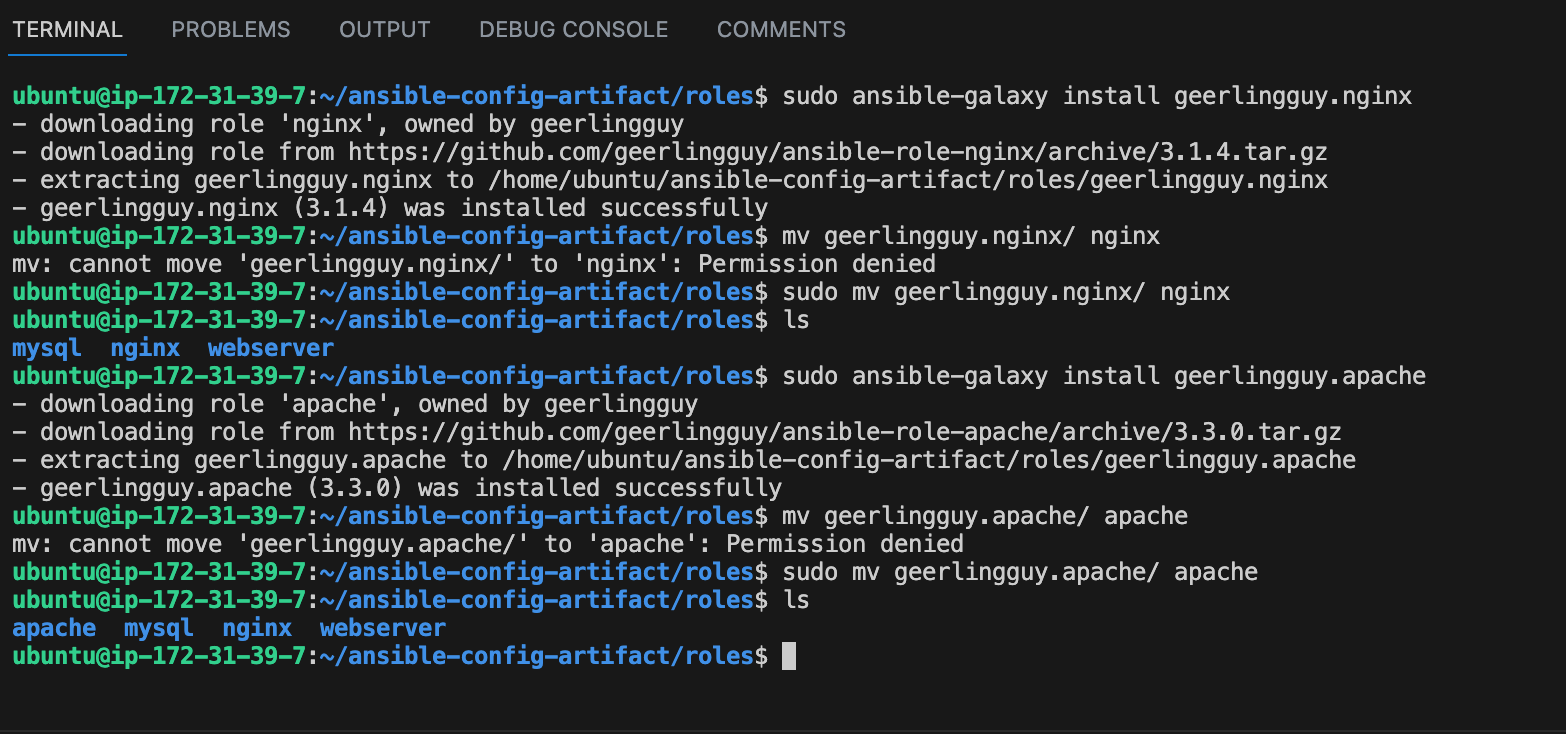 TERMINAL PROBLEMS OUTPUT DEBUG CONSOLE COMMENTS
ubuntu@ip-172-31-39-7:~/ansible-config-artifact/roles$ sudo ansible-galaxy install geerlingguy.nginx
- downloading role 'nginx', owned by geerlingguy
- downloading role from https://github.com/geerlingguy/ansible-role-nginx/archive/3.1.4.tar.gz
- extracting geerlingguy.nginx to /home/ubuntu/ansible-config-artifact/roles/geerlingguy.nginx
- geerlingguy.nginx (3.1.4) was installed successfully
ubuntu@ip-172-31-39-7:~/ansible-config-artifact/roles$ mv geerlingguy.nginx/ nginx
mv: cannot move 'geerlingguy.nginx/' to 'nginx': Permission denied
ubuntu@ip-172-31-39-7:~/ansible-config-artifact/roles$ sudo mv geerlingguy.nginx/ nginx
ubuntu@ip-172-31-39-7:~/ansible-config-artifact/roles$ ls
mysql nginx webserver
ubuntu@ip-172-31-39-7:~/ansible-config-artifact/roles$ sudo ansible-galaxy install geerlingguy.apache
- downloading role 'apache', owned by geerlingguy
- downloading role from https://github.com/geerlingguy/ansible-role-apache/archive/3.3.0.tar.gz
- extracting geerlingguy.apache to /home/ubuntu/ansible-config-artifact/roles/geerlingguy.apache
- geerlingguy.apache (3.3.0) was installed successfully
ubuntu@ip-172-31-39-7:~/ansible-config-artifact/roles$ mv geerlingguy.apache/ apache
mv: cannot move 'geerlingguy.apache/' to 'apache': Permission denied
ubuntu@ip-172-31-39-7:~/ansible-config-artifact/roles$ sudo mv geerlingguy.apache/ apache
ubuntu@ip-172-31-39-7:~/ansible-config-artifact/roles$ ls
apache mysql nginx webserver
ubuntu@ip-172-31-39-7:~/ansible-config-artifact/roles$